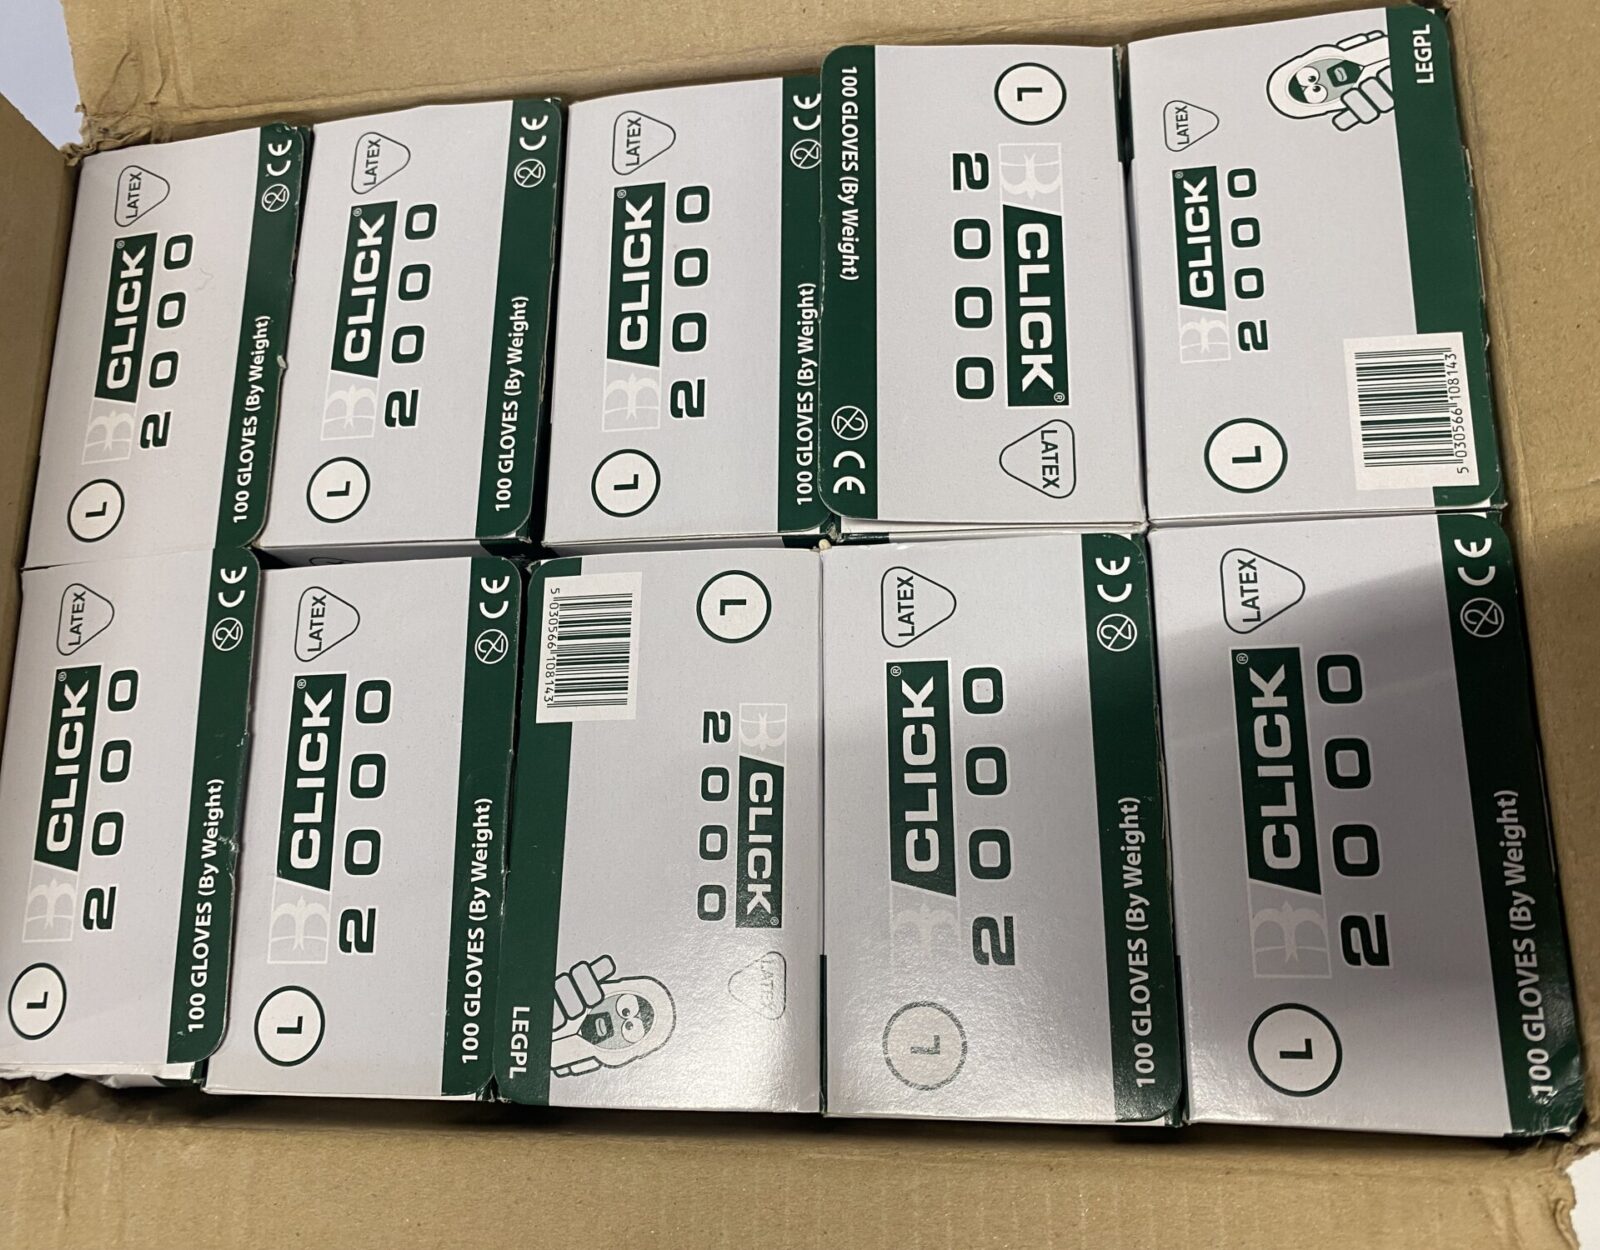 LATEX
CLICK®
2000
L
CE
100 GLOVES (By Weight)
LATEX
CLICK®
2000
L
CE
100 GLOVES (By Weight)
LATEX
CLICK®
2000
L
CE
100 GLOVES (By Weight)
L
CLICK®
2000
LATEX
100 GLOVES (By Weight)
CE
LEGPL
LATEX
CLICK®
2000
L
5 030566 108143
LATEX
CLICK®
2000
L
CE
100 GLOVES (By Weight)
LATEX
CLICK®
2000
L
CE
100 GLOVES (By Weight)
5 030566 108143
L
CLICK®
2000
LATEX
LEGPL
LATEX
CLICK®
2000
L
CE
100 GLOVES (By Weight)
LATEX
CLICK®
2000
L
CE
100 GLOVES (By Weight)